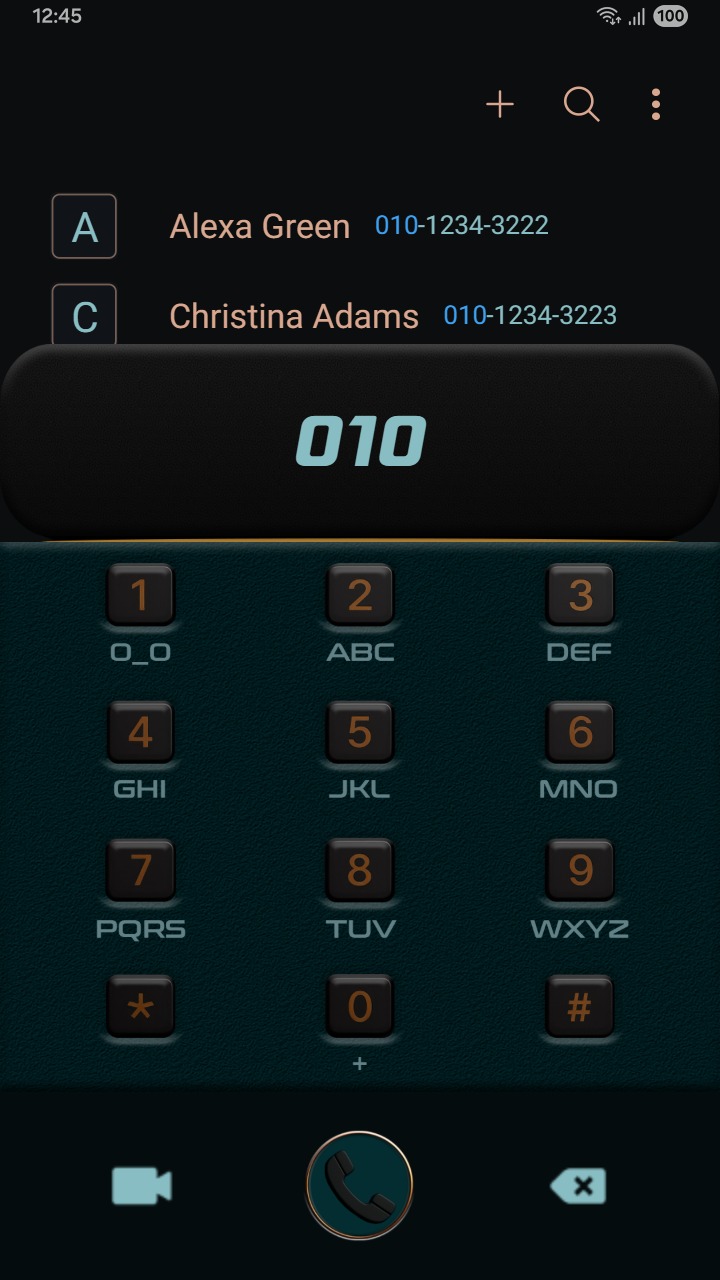 12:45 100
A Alexa Green 010-1234-3222
C Christina Adams 010-1234-3223
010
1 2 3
O_O ABC DEF
4 5 6
GHI JKL MNO
7 8 9
PQRS TUV WXYZ
* 0 #
+